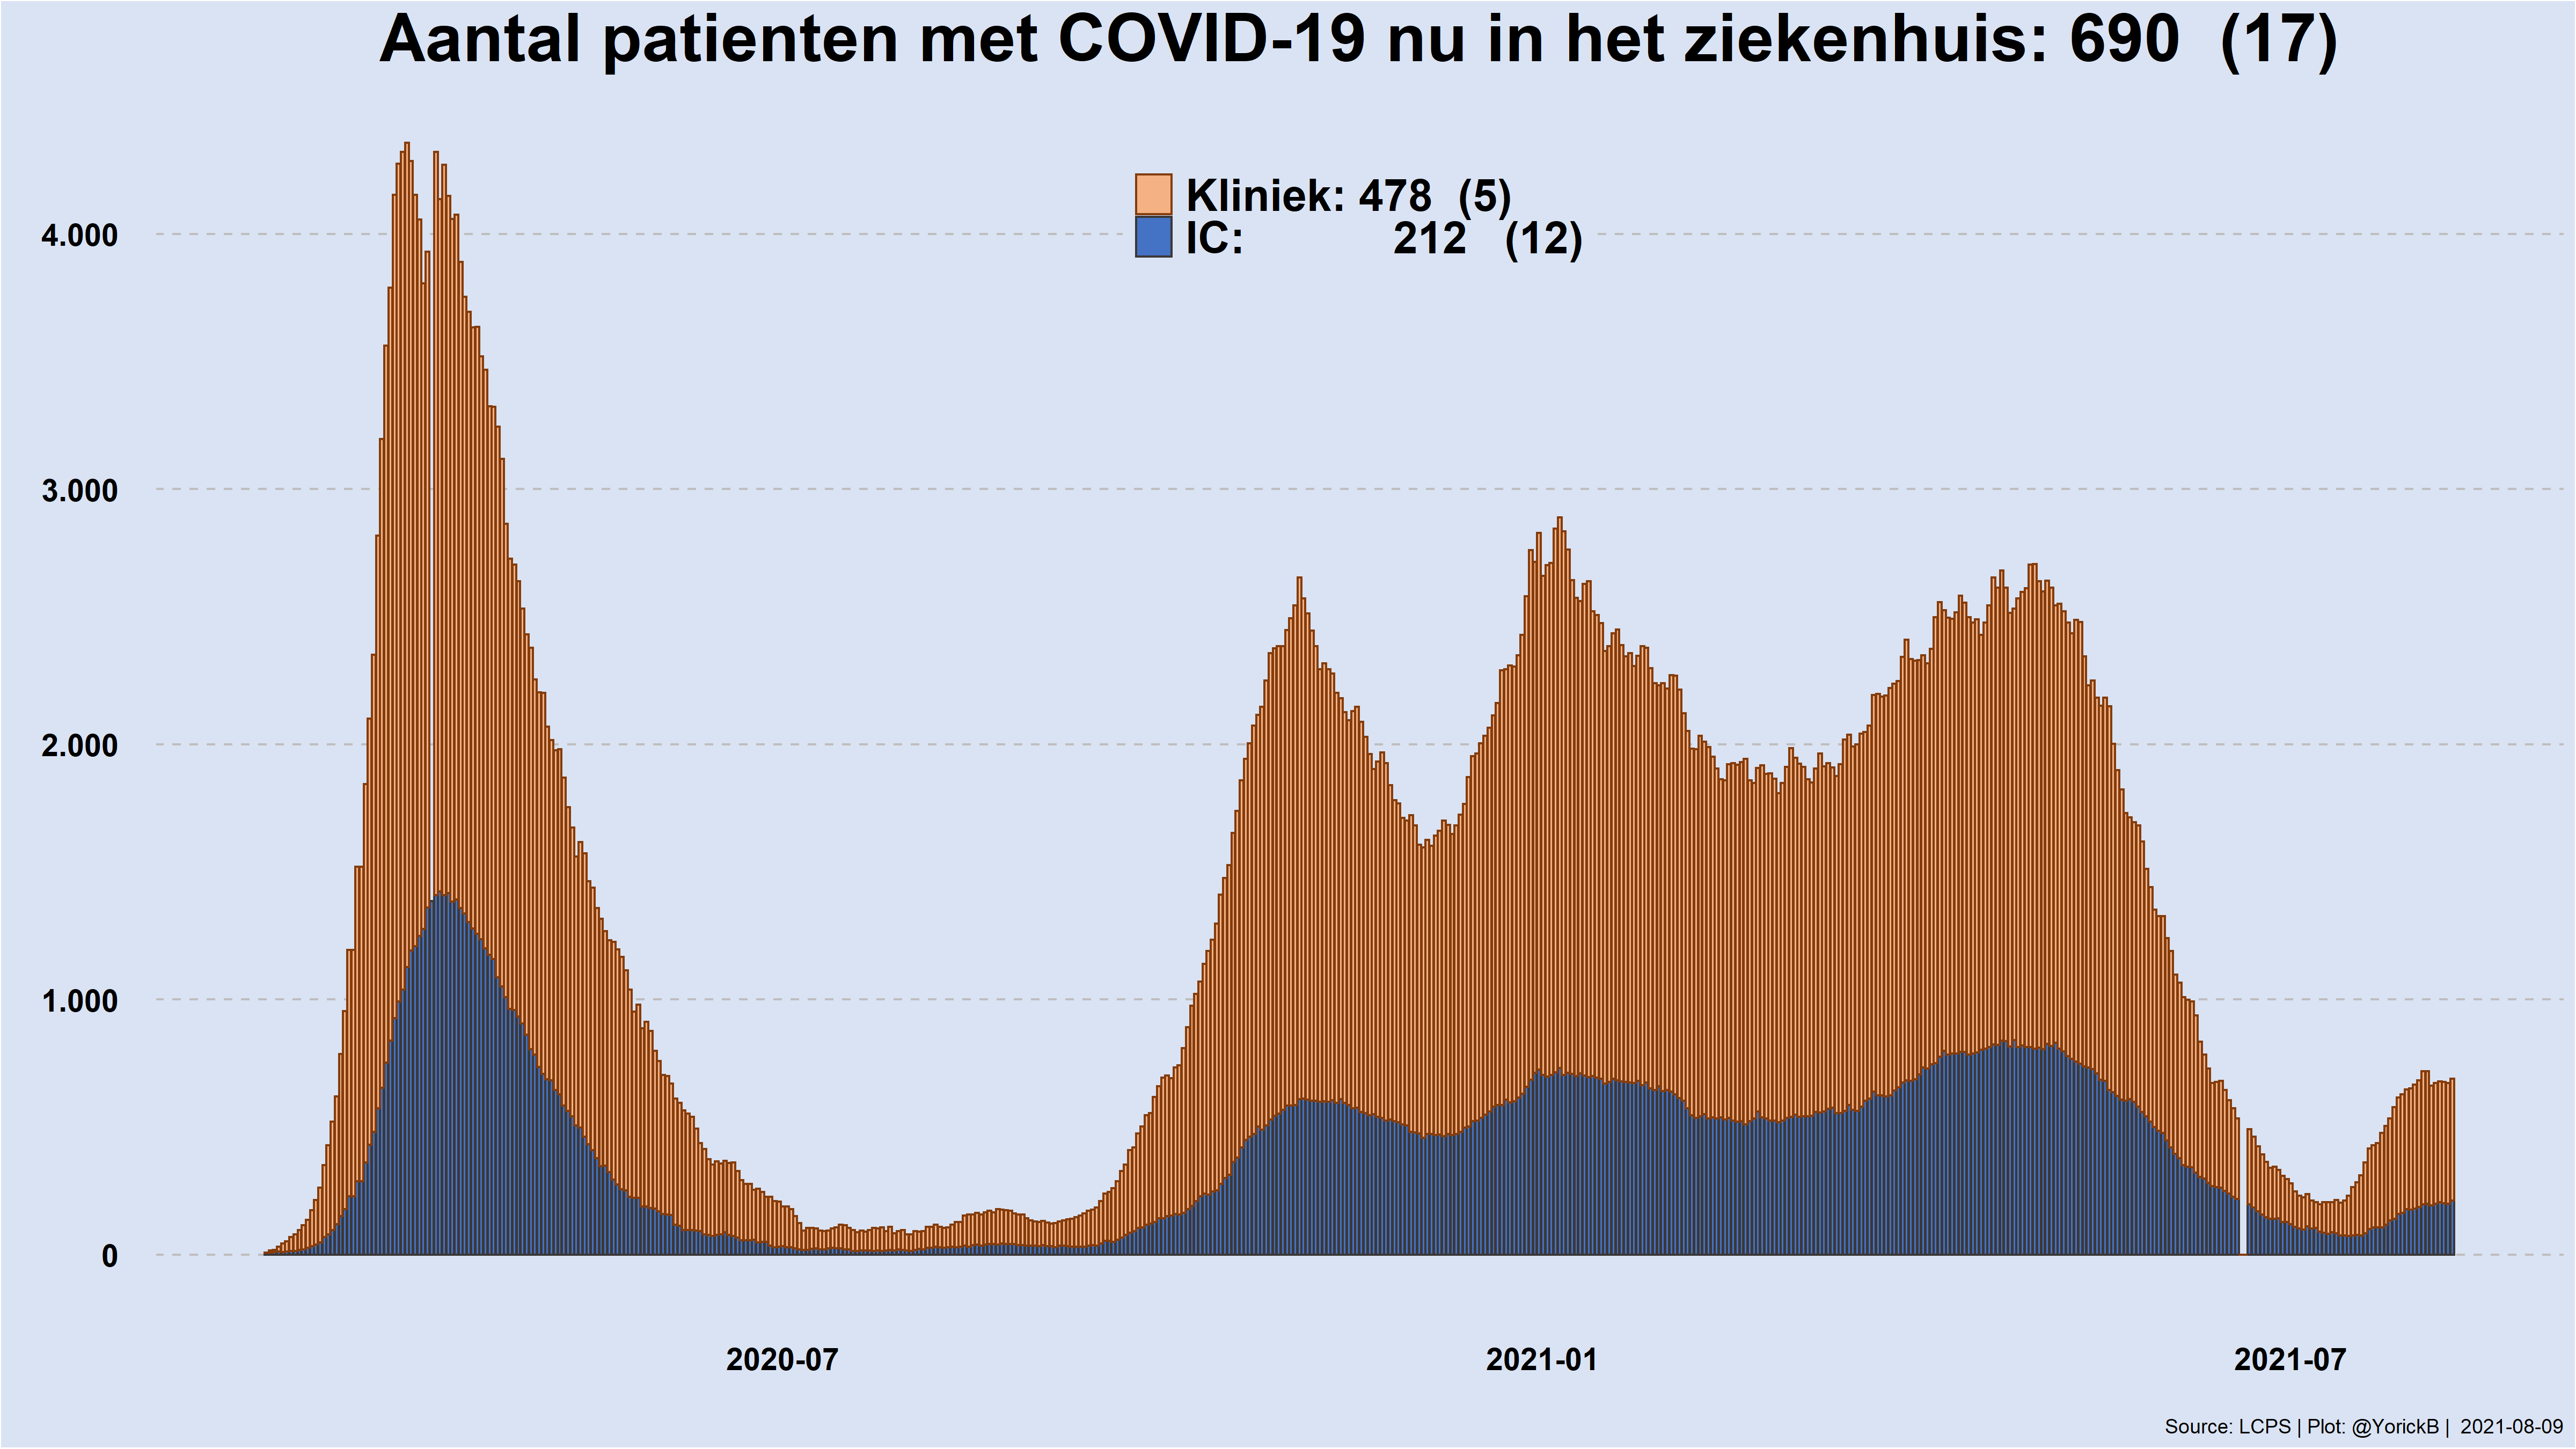 Aantal patienten met COVID-19 nu in het ziekenhuis: 690 (17)
Kliniek: 478 (5)
IC: 212 (12)
4.000
3.000
2.000
1.000
0
2020-07 2021-01 2021-07
Source: LCPS | Plot: @YorickB | 2021-08-09